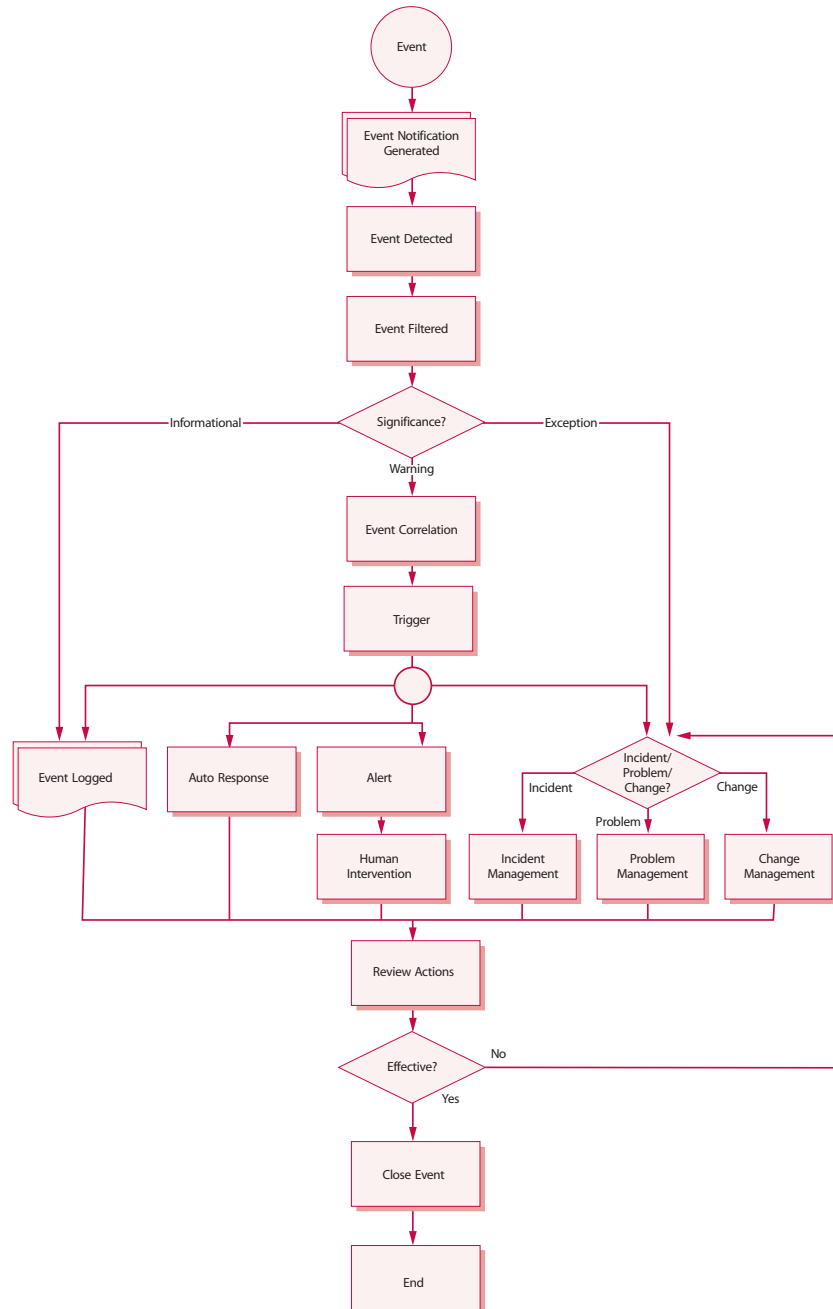 Event
Event Notification
Generated
Event Detected
Event Filtered
Significance?
Informational
Exception
Warning
Event Correlation
Trigger
Event Logged
Auto Response
Alert
Incident/
Problem/
Change?
Incident
Problem
Change
Human
Intervention
Incident
Management
Problem
Management
Change
Management
Review Actions
Effective?
No
Yes
Close Event
End